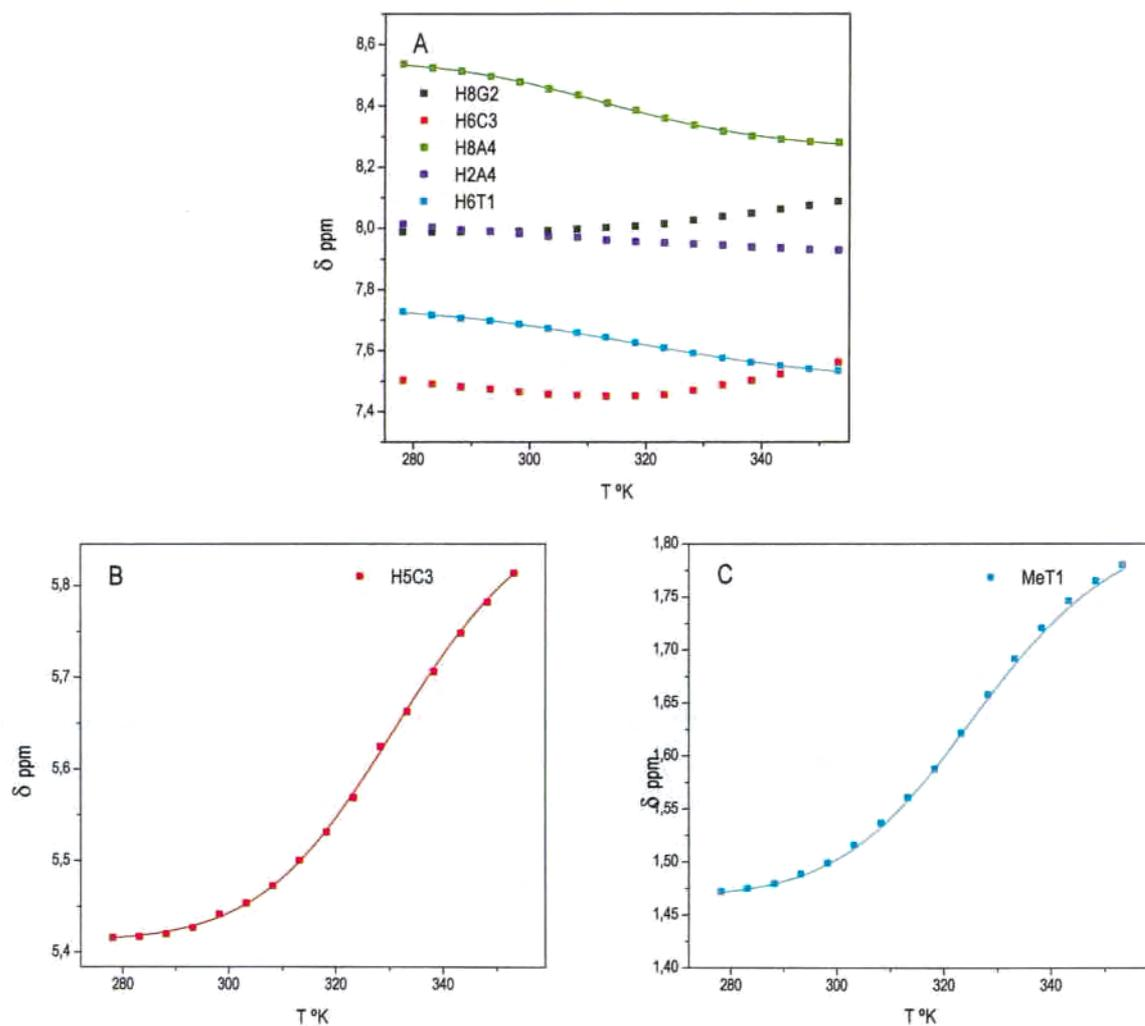 A
H8G2
H6C3
H8A4
H2A4
H6T1
8,6
8,4
8,2
8,0
7,8
7,6
7,4
δ ppm
280 300 320 340
T ºK
B
H5C3
5,8
5,7
5,6
5,5
5,4
δ ppm
280 300 320 340
T ºK
C
MeT1
1,80
1,75
1,70
1,65
1,60
1,55
1,50
1,45
1,40
δ ppm
280 300 320 340
T ºK